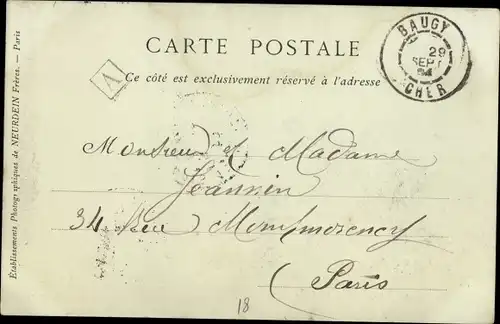 CARTE POSTALE
Ce côté est exclusivement réservé à l'adresse
BAUGY
29
SEPT
CHER
A
Monsieur et Madame
Joannin
34 Rue Montmorency
Paris
18
Etablissements Photographiques de NEURDEIN Frères. — Paris